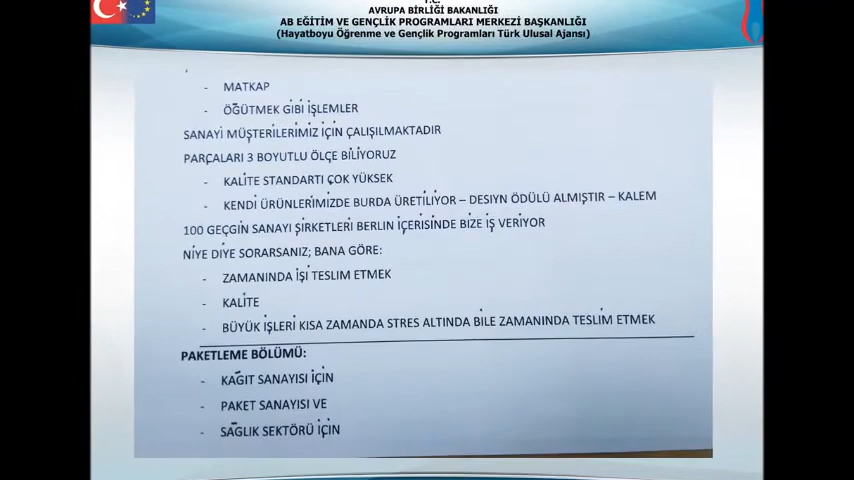 T.C.
AVRUPA BİRLİĞİ BAKANLIĞI
AB EĞİTİM VE GENÇLİK PROGRAMLARI MERKEZİ BAŞKANLIĞI
(Hayatboyu Öğrenme ve Gençlik Programları Türk Ulusal Ajansı)
- MATKAP
- ÖĞÜTMEK GİBİ İŞLEMLER
SANAYİ MÜŞTERİLERİMİZ İÇİN ÇALIŞILMAKTADIR
PARÇALARI 3 BOYUTLU ÖLÇE BİLİYORUZ
- KALİTE STANDARTI ÇOK YÜKSEK
- KENDİ ÜRÜNLERİMİZDE BURDA ÜRETİLİYOR – DESIYN ÖDÜLÜ ALMIŞTIR – KALEM
100 GEÇGİN SANAYI ŞİRKETLERİ BERLIN İÇERİSİNDE BİZE İŞ VERİYOR
NİYE DİYE SORARSANIZ; BANA GÖRE:
- ZAMANINDA İŞİ TESLIM ETMEK
- KALİTE
- BÜYÜK İŞLERİ KISA ZAMANDA STRES ALTINDA BİLE ZAMANINDA TESLİM ETMEK
PAKETLEME BÖLÜMÜ:
- KAĞIT SANAYISI İÇİN
- PAKET SANAYISI VE
- SAĞLIK SEKTÖRÜ İÇİN